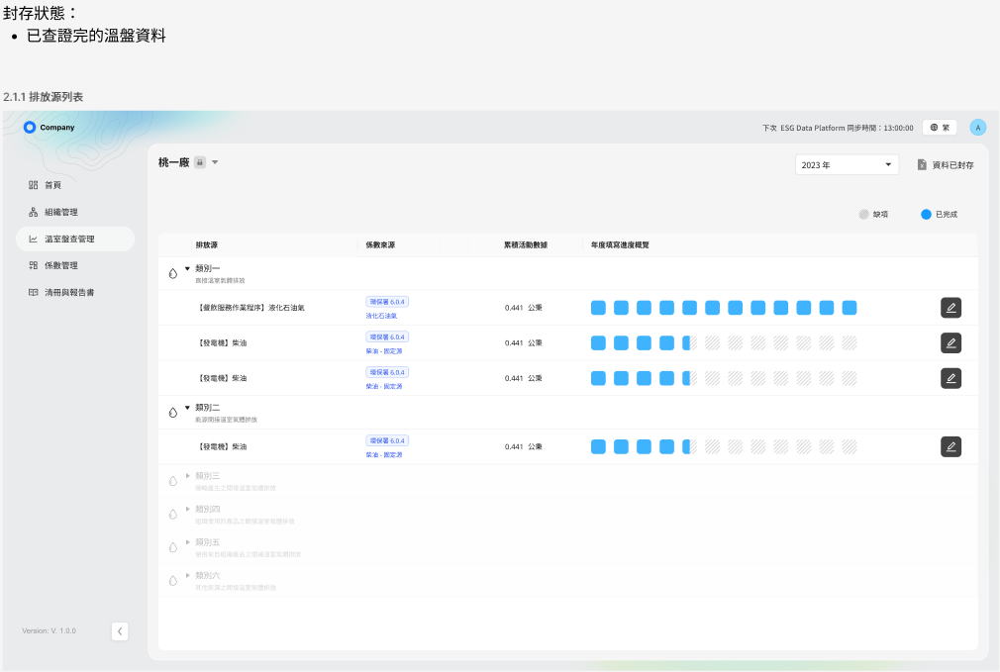 封存狀態：
• 已查證完的溫盤資料
2.1.1 排放源列表
Company
下次 ESG Data Platform 同步時間：13:00:00
繁
A
桃一廠
2023 年
資料已封存
首頁
組織管理
溫室盤查管理
係數管理
清冊與報告書
缺項
已完成
排放源 係數來源 累積活動數據 年度填寫進度概覽
類別一
直接溫室氣體排放
【餐飲服務作業程序】液化石油氣 環保署 6.0.4 0.441 公秉
液化石油氣
【發電機】柴油 環保署 6.0.4 0.441 公秉
柴油 - 固定源
【發電機】柴油 環保署 6.0.4 0.441 公秉
柴油 - 固定源
類別二
能源間接溫室氣體排放
【發電機】柴油 環保署 6.0.4 0.441 公秉
柴油 - 固定源
類別三
運輸產生之間接溫室氣體排放
類別四
組織使用的產品之間接溫室氣體排放
類別五
使用來自組織產品之間接溫室氣體排放
類別六
其他來源之間接溫室氣體排放
Version: V. 1.0.0